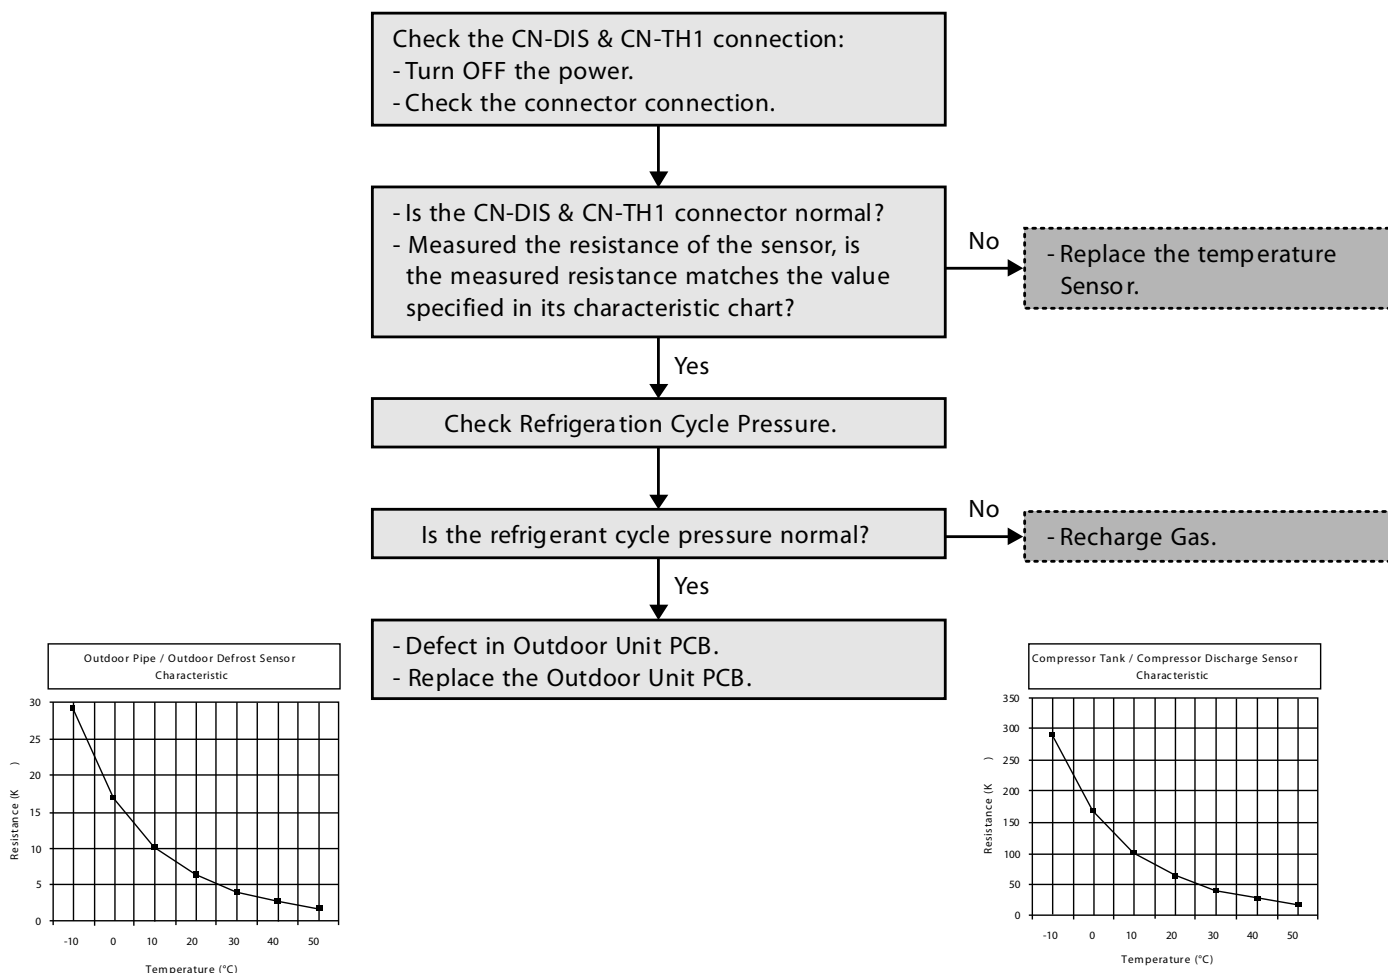 Check the CN-DIS & CN-TH1 connection:
- Turn OFF the power.
- Check the connector connection.
- Is the CN-DIS & CN-TH1 connector normal?
- Measured the resistance of the sensor, is
the measured resistance matches the value
specified in its characteristic chart?
No
- Replace the temperature
Sensor.
Yes
Check Refrigeration Cycle Pressure.
Is the refrigerant cycle pressure normal?
No
- Recharge Gas.
Yes
- Defect in Outdoor Unit PCB.
- Replace the Outdoor Unit PCB.
Outdoor Pipe / Outdoor Defrost Sensor
Characteristic
30
25
20
15
10
5
0
Resistance (K )
-10 0 10 20 30 40 50
Temperature (°C)
Compressor Tank / Compressor Discharge Sensor
Characteristic
350
300
250
200
150
100
50
0
Resistance (K )
-10 0 10 20 30 40 50
Temperature (°C)